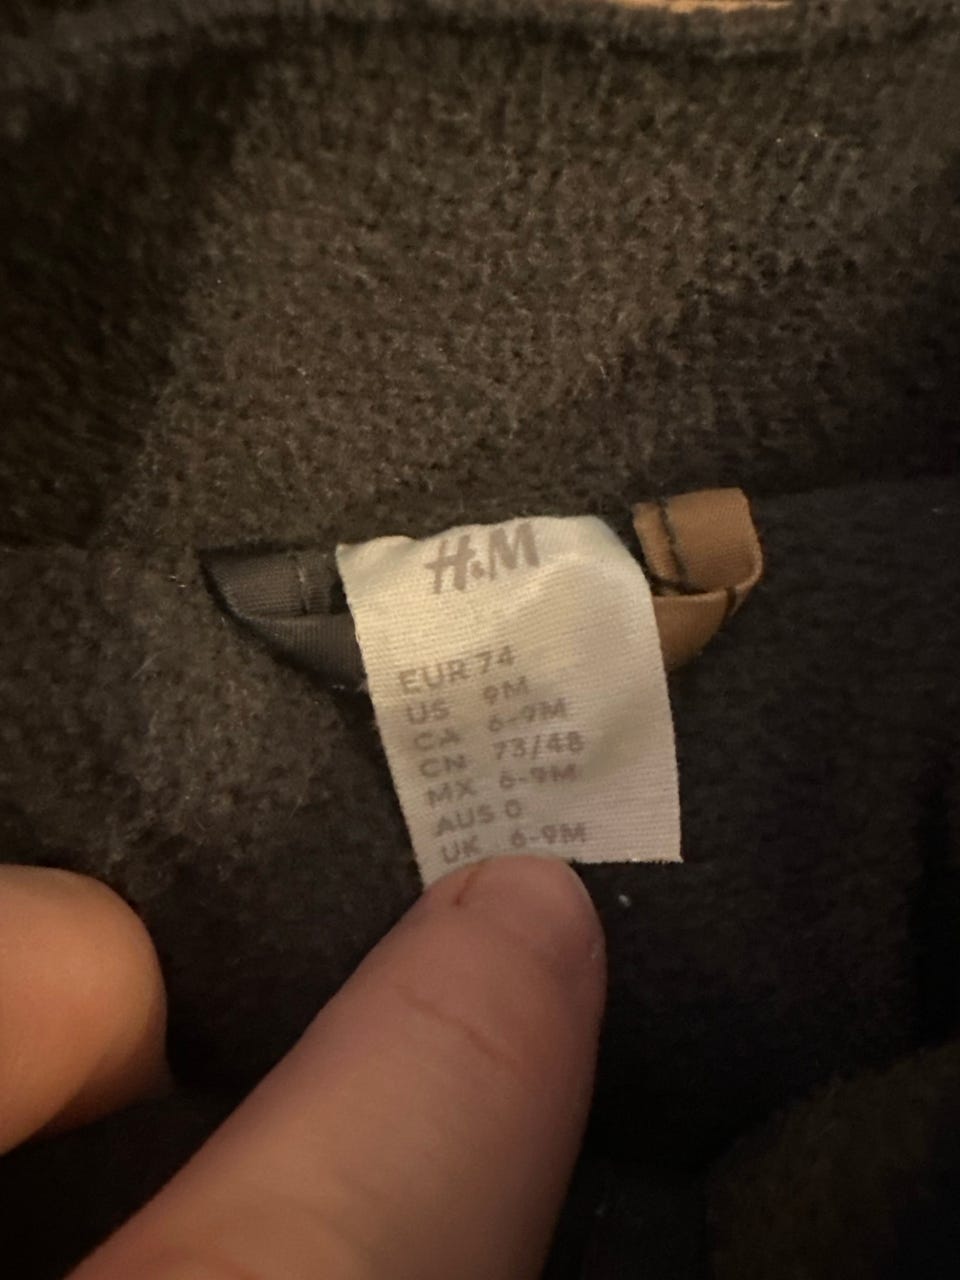 H&M
EUR 74
US 9M
CA 6-9M
CN 73/48
MX 6-9M
AUS 0
UK 6-9M